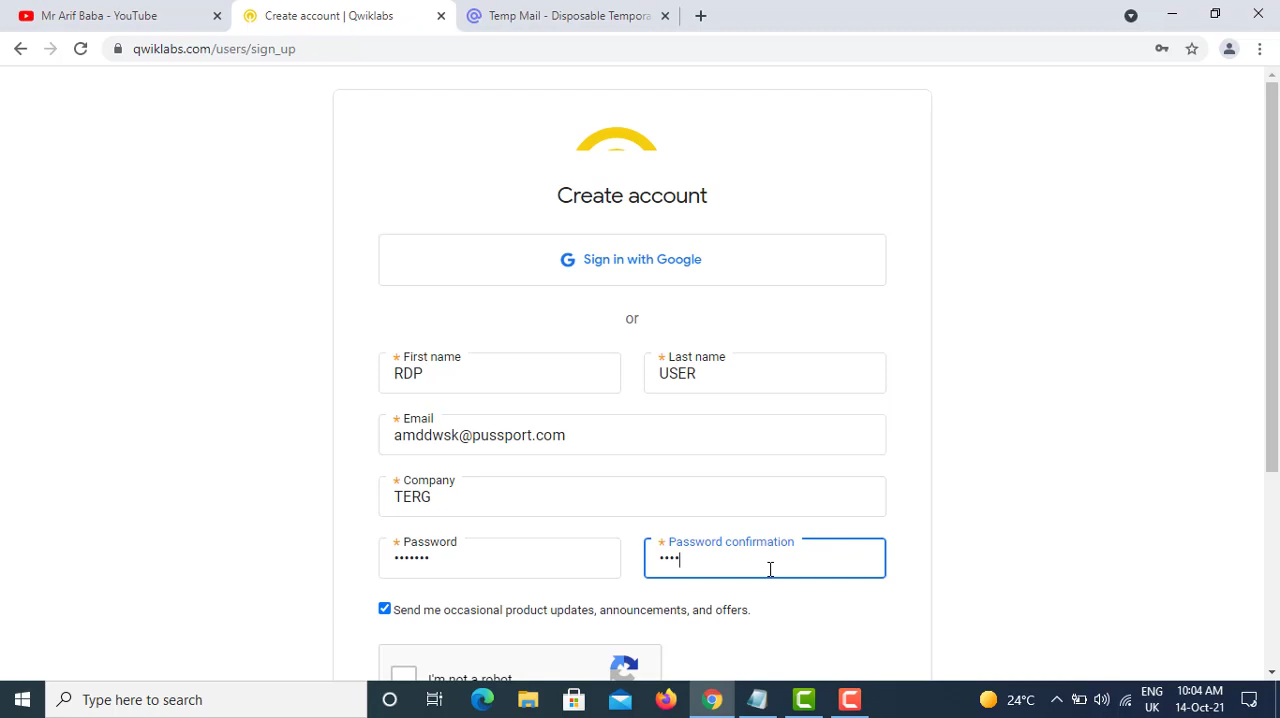 Mr Arif Baba - YouTube
Create account | Qwiklabs
Temp Mail - Disposable Tempora
qwiklabs.com/users/sign_up
Create account
Sign in with Google
or
* First name
RDP
* Last name
USER
* Email
amddwsk@pussport.com
* Company
TERG
* Password
•••••••
* Password confirmation
••••
Send me occasional product updates, announcements, and offers.
I'm not a robot
Type here to search
24°C
ENG
UK
10:04 AM
14-Oct-21